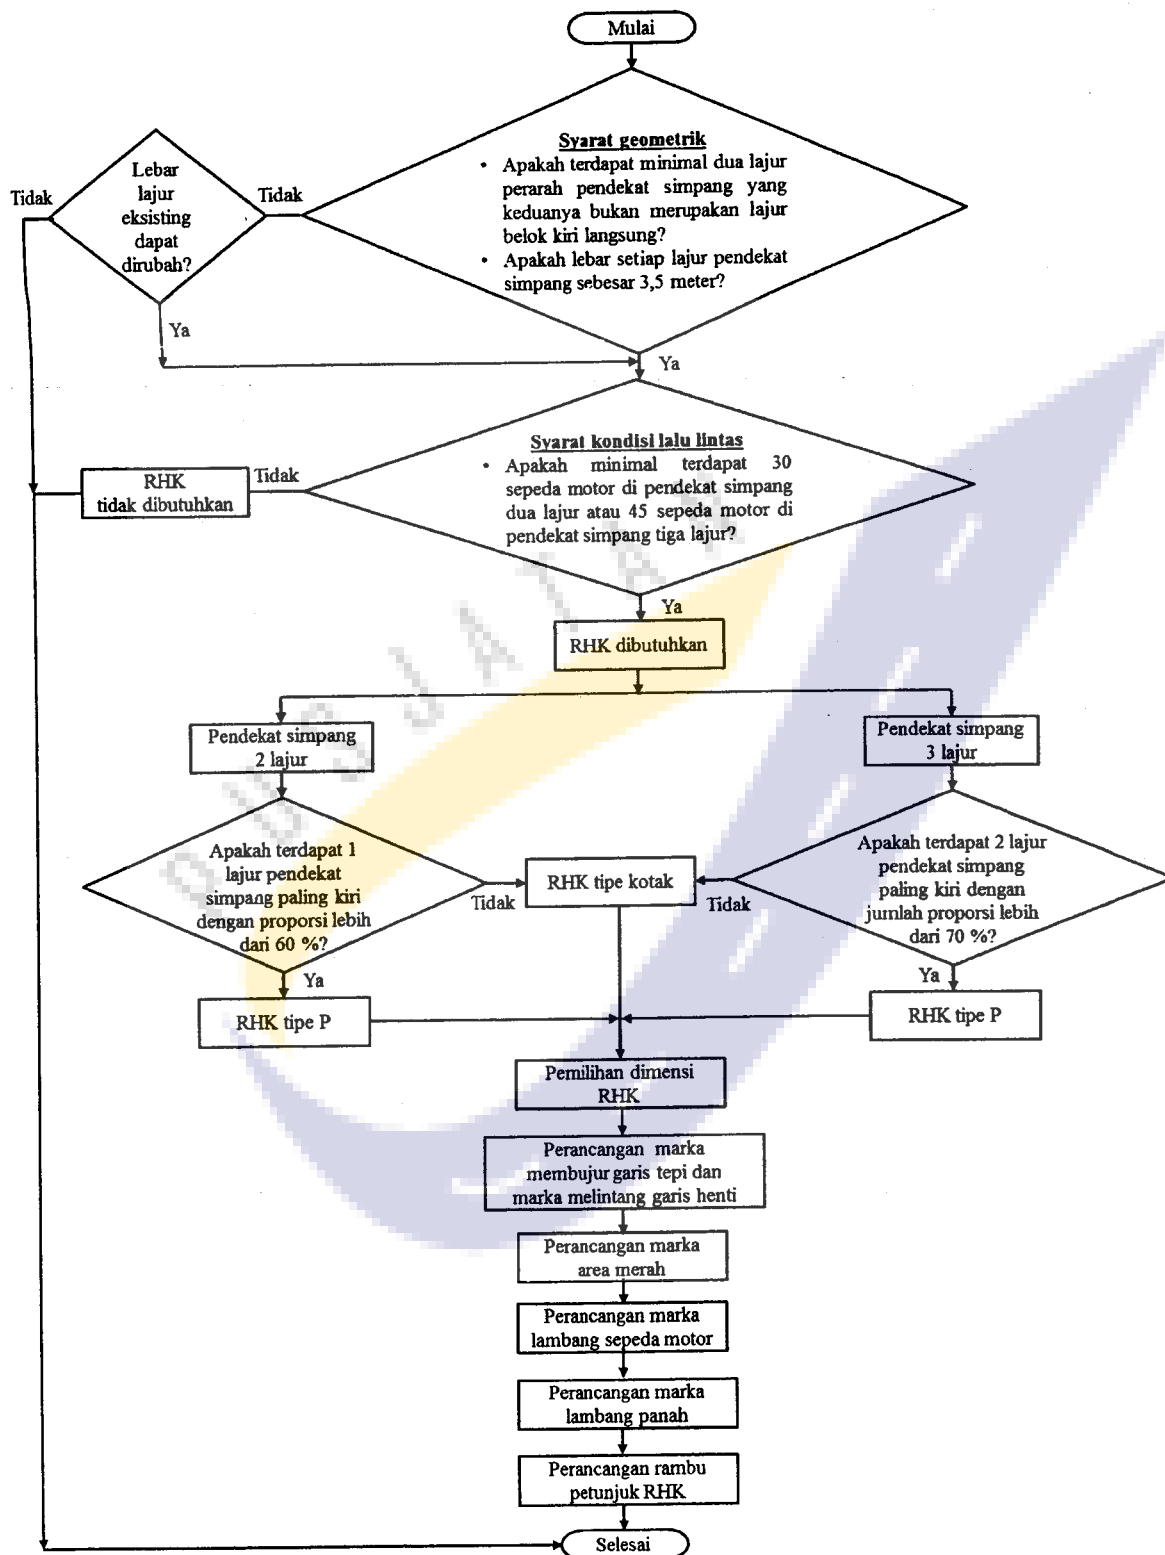 Mulai
Syarat geometrik
• Apakah terdapat minimal dua lajur
perarah pendekat simpang yang
keduanya bukan merupakan lajur
belok kiri langsung?
• Apakah lebar setiap lajur pendekat
simpang sebesar 3,5 meter?
Tidak
Lebar
lajur
eksisting
dapat
dirubah?
Tidak
Ya
Ya
Syarat kondisi lalu lintas
• Apakah minimal terdapat 30
sepeda motor di pendekat simpang
dua lajur atau 45 sepeda motor di
pendekat simpang tiga lajur?
Tidak
RHK
tidak dibutuhkan
Ya
RHK dibutuhkan
Pendekat simpang
2 lajur
Pendekat simpang
3 lajur
Apakah terdapat 1
lajur pendekat
simpang paling kiri
dengan proporsi lebih
dari 60 %?
Tidak
RHK tipe kotak
Tidak
Apakah terdapat 2 lajur
pendekat simpang
paling kiri dengan
jumlah proporsi lebih
dari 70 %?
Ya
Ya
RHK tipe P
RHK tipe P
Pemilihan dimensi
RHK
Perancangan marka
membujur garis tepi dan
marka melintang garis henti
Perancangan marka
area merah
Perancangan marka
lambang sepeda motor
Perancangan marka
lambang panah
Perancangan rambu
petunjuk RHK
Selesai
PUSJATAN